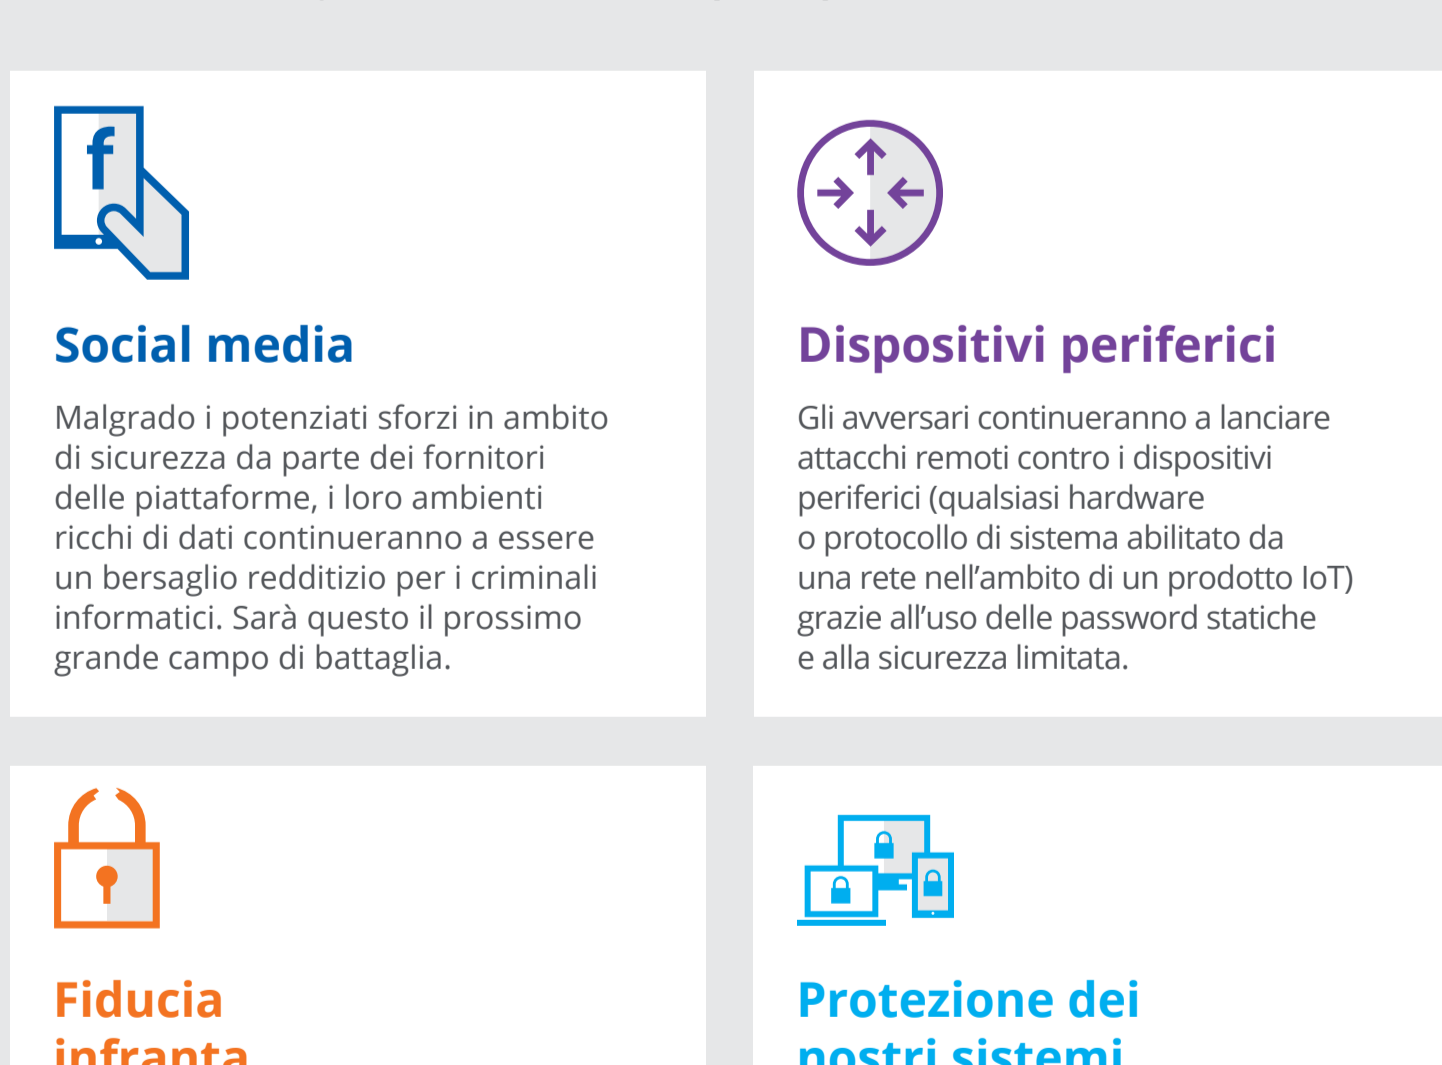 f
Social media
Malgrado i potenziati sforzi in ambito
di sicurezza da parte dei fornitori
delle piattaforme, i loro ambienti
ricchi di dati continueranno a essere
un bersaglio redditizio per i criminali
informatici. Sarà questo il prossimo
grande campo di battaglia.
Dispositivi periferici
Gli avversari continueranno a lanciare
attacchi remoti contro i dispositivi
periferici (qualsiasi hardware
o protocollo di sistema abilitato da
una rete nell’ambito di un prodotto IoT)
grazie all’uso delle password statiche
e alla sicurezza limitata.
Fiducia
infranta
Protezione dei
nostri sistemi